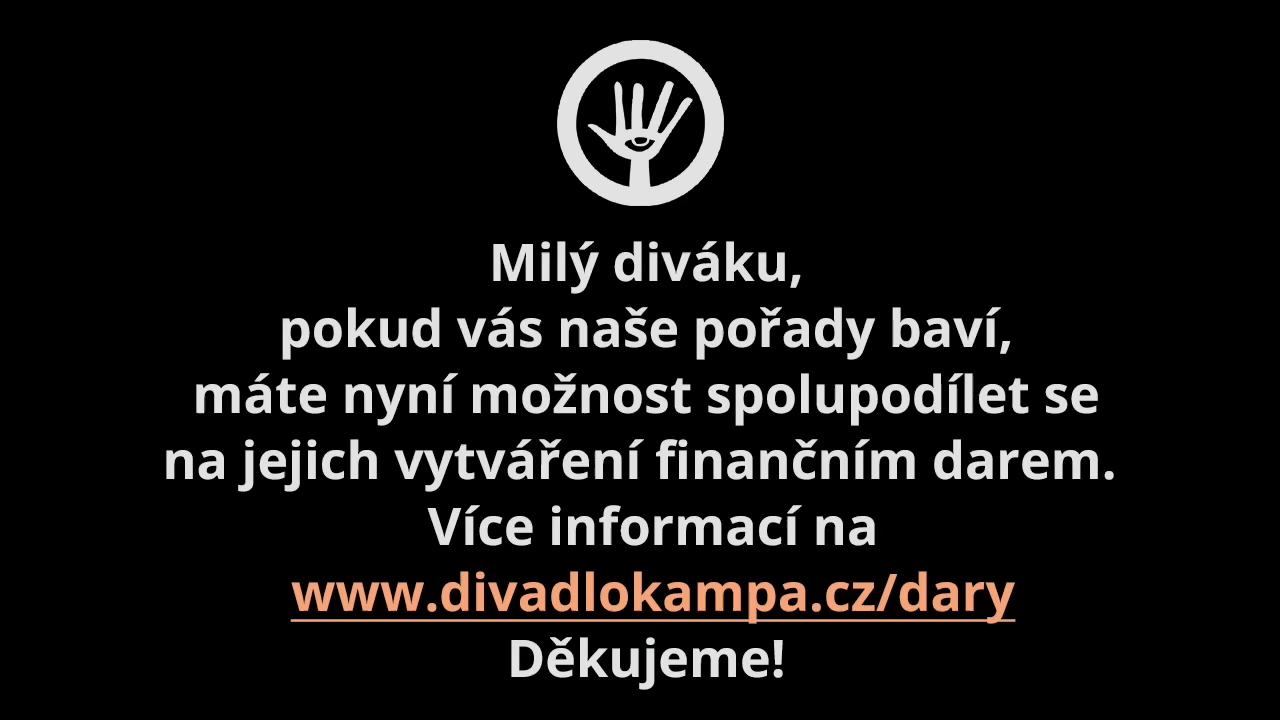 Milý diváku,
pokud vás naše pořady baví,
máte nyní možnost spolupodílet se
na jejich vytváření finančním darem.
Více informací na
www.divadlokampa.cz/dary
Děkujeme!